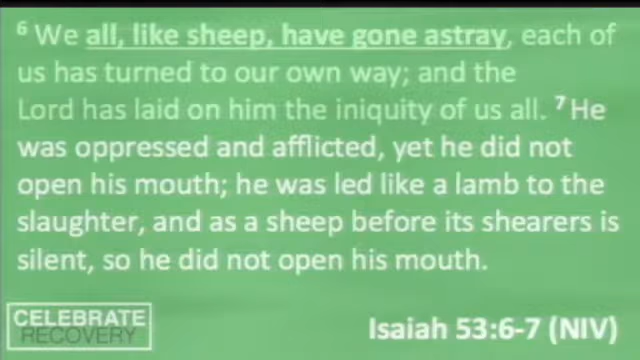 ⁶ We all, like sheep, have gone astray, each of
us has turned to our own way; and the
Lord has laid on him the iniquity of us all. ⁷ He
was oppressed and afflicted, yet he did not
open his mouth; he was led like a lamb to the
slaughter, and as a sheep before its shearers is
silent, so he did not open his mouth.
CELEBRATE
RECOVERY
Isaiah 53:6-7 (NIV)